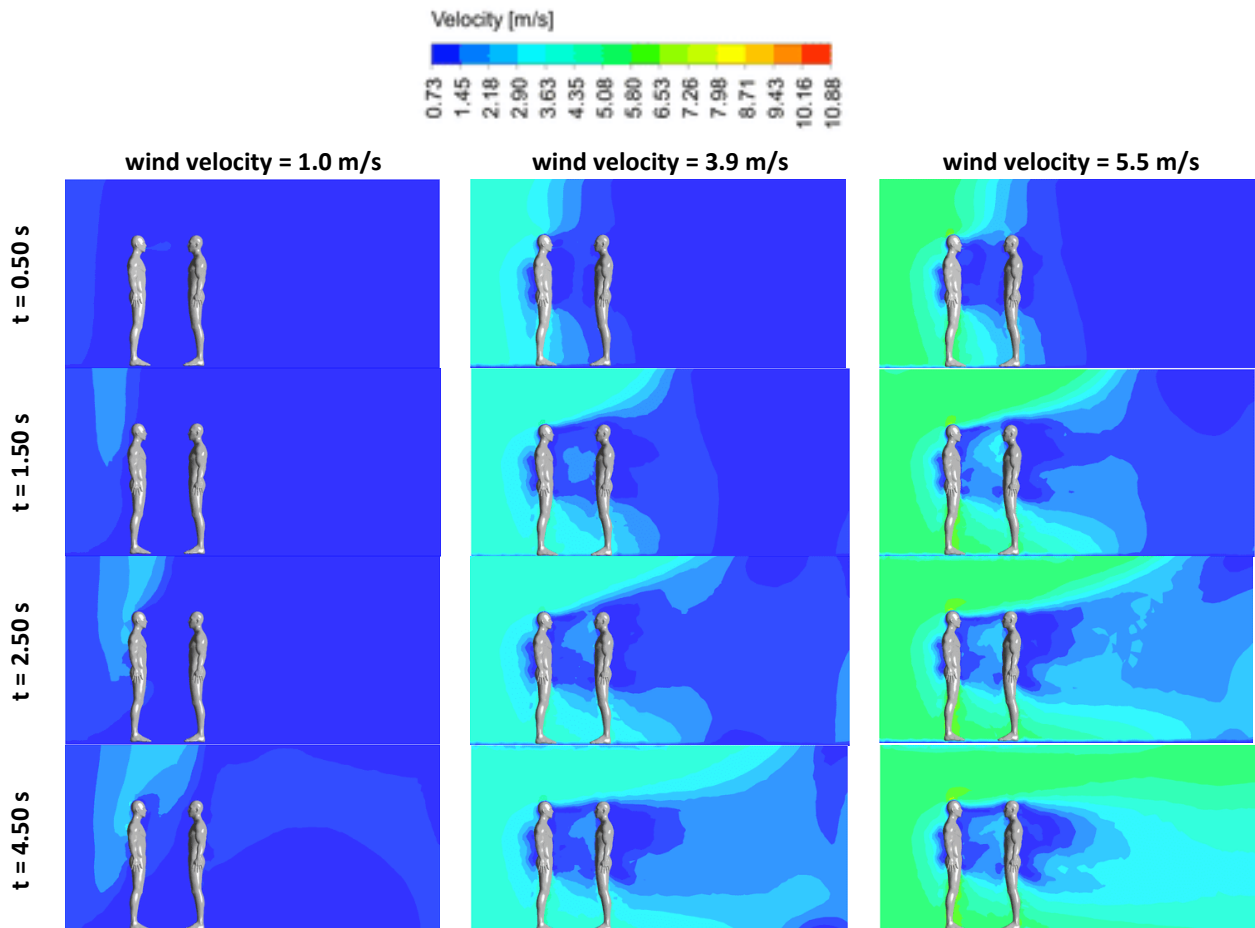 Velocity [m/s]
0.73 1.45 2.18 2.90 3.63 4.35 5.08 5.80 6.53 7.26 7.98 8.71 9.43 10.16 10.88
wind velocity = 1.0 m/s wind velocity = 3.9 m/s wind velocity = 5.5 m/s
t = 0.50 s
t = 1.50 s
t = 2.50 s
t = 4.50 s